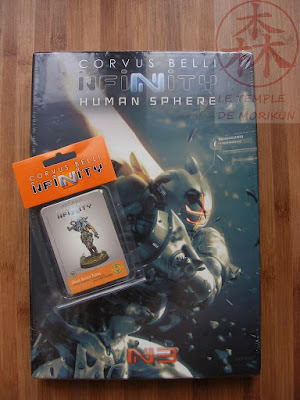 森
CORVUS BELLI
INFINITY
HUMAN SPHERE
LE TEMPLE
DE MORIKUN
CORVUS BELLI
INFINITY
INFINITY
N3